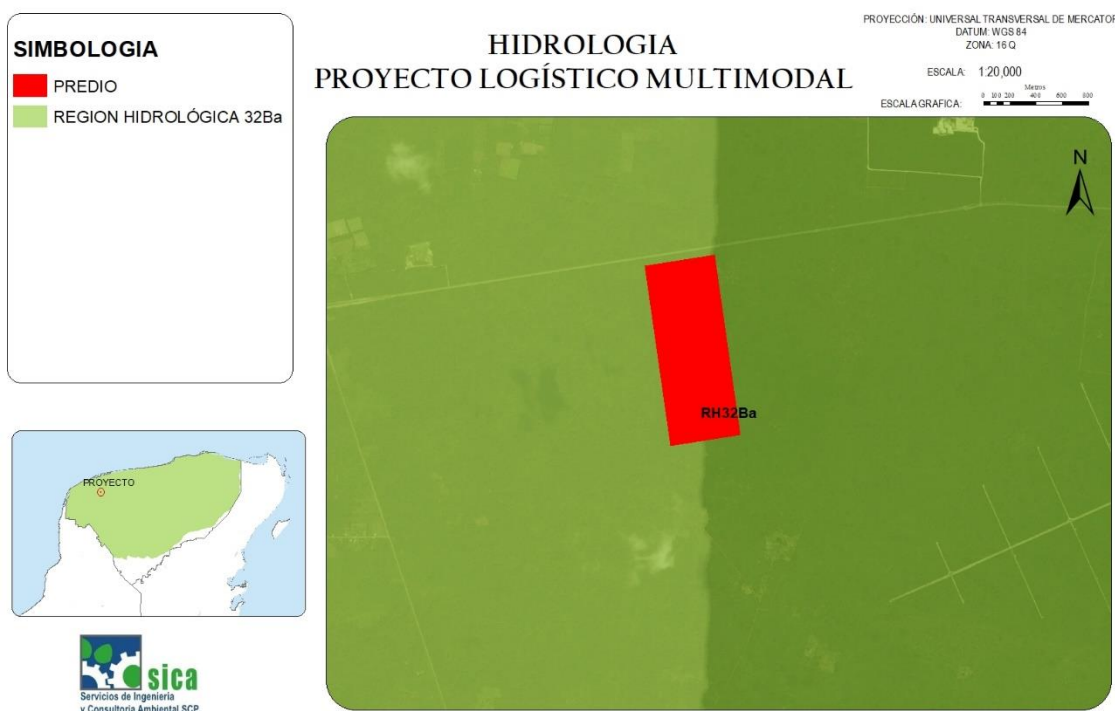 SIMBOLOGIA
PREDIO
REGION HIDROLÓGICA 32Ba
HIDROLOGIA
PROYECTO LOGÍSTICO MULTIMODAL
PROYECCIÓN: UNIVERSAL TRANSVERSAL DE MERCATOR
DATUM: WGS 84
ZONA: 16 Q
ESCALA: 1:20,000
Metros
ESCALA GRAFICA: 0 100 200 400 600 800
N
RH32Ba
PROYECTO
sica
Servicios de Ingeniería
y Consultoría Ambiental SCP